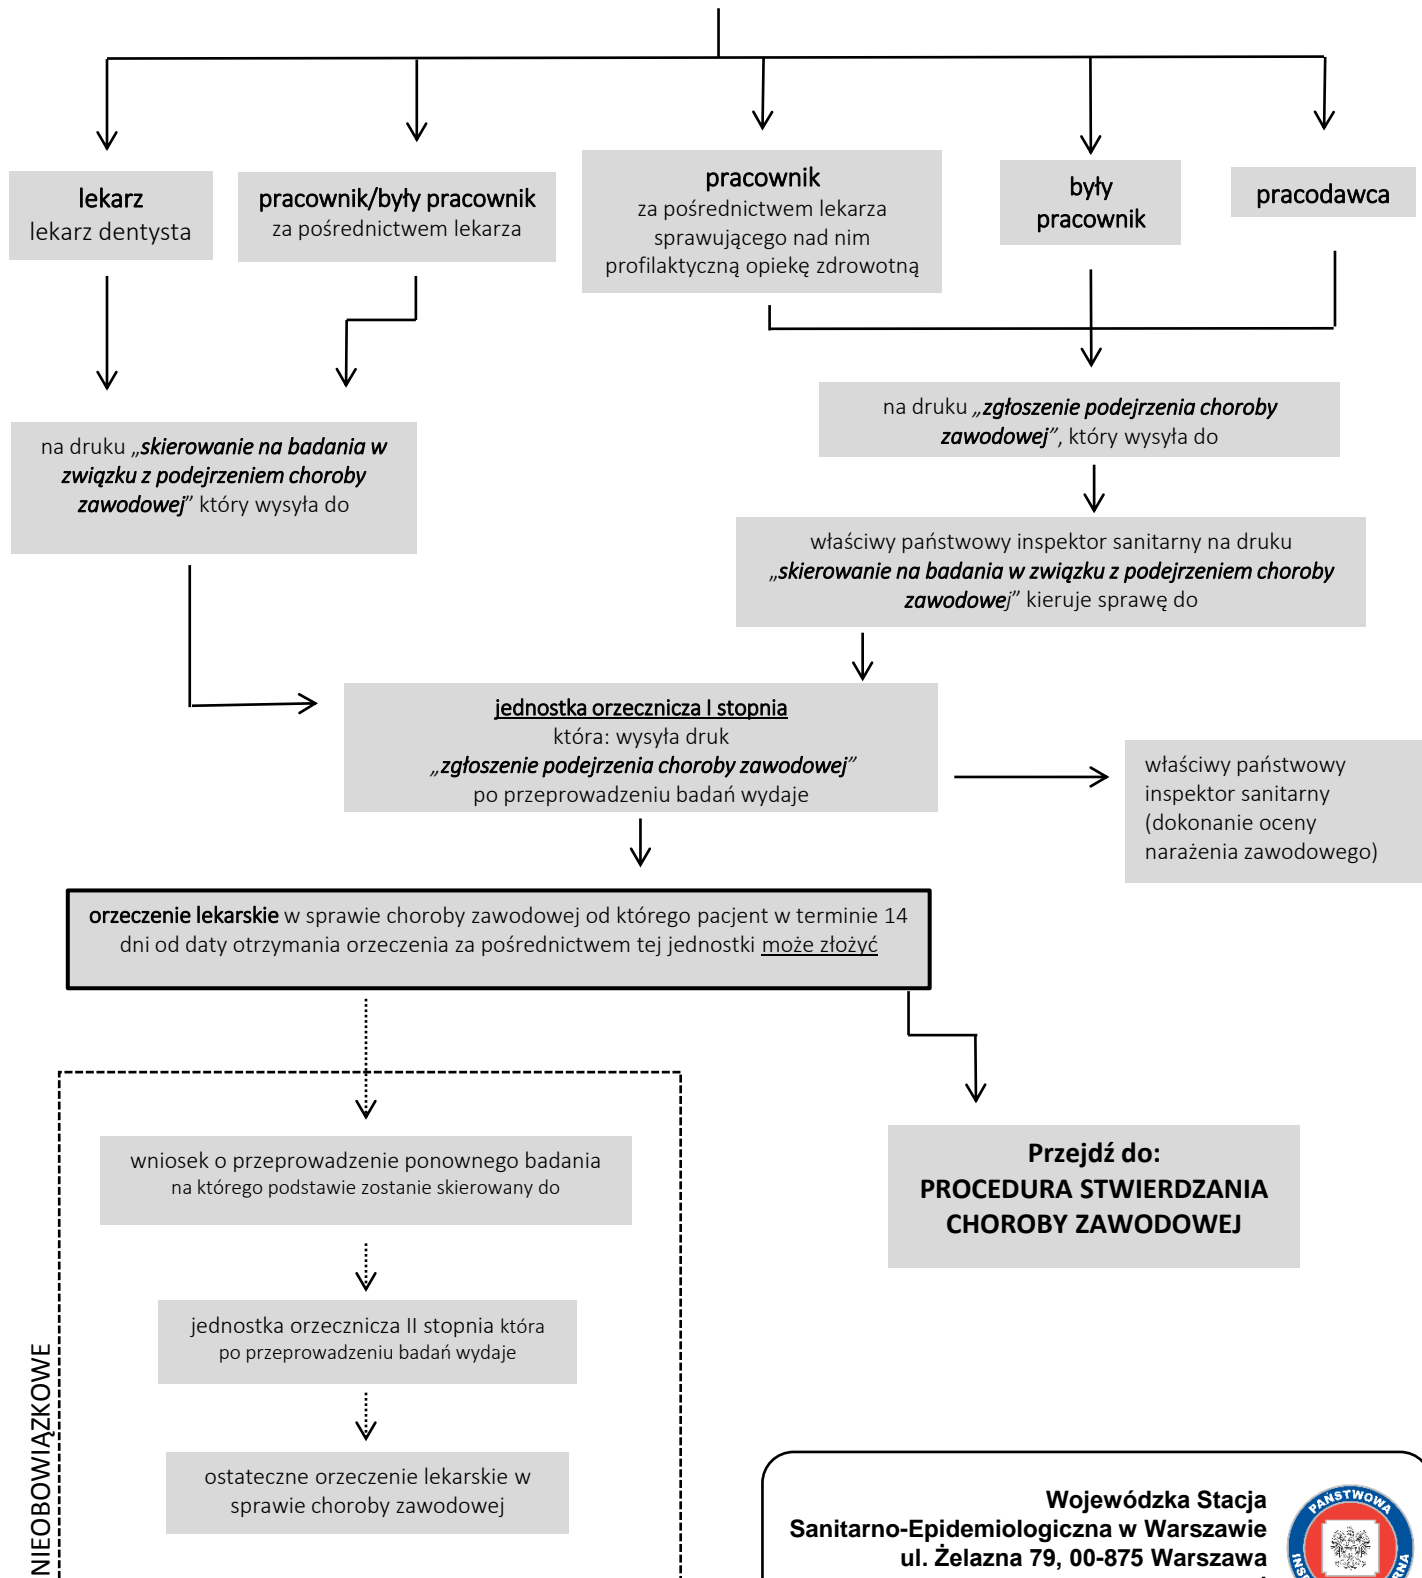 lekarz
lekarz dentysta
pracownik/były pracownik
za pośrednictwem lekarza
pracownik
za pośrednictwem lekarza
sprawującego nad nim
profilaktyczną opiekę zdrowotną
były
pracownik
pracodawca
na druku „skierowanie na badania w
związku z podejrzeniem choroby
zawodowej” który wysyła do
na druku „zgłoszenie podejrzenia choroby
zawodowej”, który wysyła do
właściwy państwowy inspektor sanitarny na druku
„skierowanie na badania w związku z podejrzeniem choroby
zawodowej” kieruje sprawę do
jednostka orzecznicza I stopnia
która: wysyła druk
„zgłoszenie podejrzenia choroby zawodowej”
po przeprowadzeniu badań wydaje
właściwy państwowy
inspektor sanitarny
(dokonanie oceny
narażenia zawodowego)
orzeczenie lekarskie w sprawie choroby zawodowej od którego pacjent w terminie 14
dni od daty otrzymania orzeczenia za pośrednictwem tej jednostki może złożyć
NIEOBOWIĄZKOWE
wniosek o przeprowadzenie ponownego badania
na którego podstawie zostanie skierowany do
jednostka orzecznicza II stopnia która
po przeprowadzeniu badań wydaje
ostateczne orzeczenie lekarskie w
sprawie choroby zawodowej
Przejdź do:
PROCEDURA STWIERDZANIA
CHOROBY ZAWODOWEJ
Wojewódzka Stacja
Sanitarno-Epidemiologiczna w Warszawie
ul. Żelazna 79, 00-875 Warszawa
PAŃSTWOWA